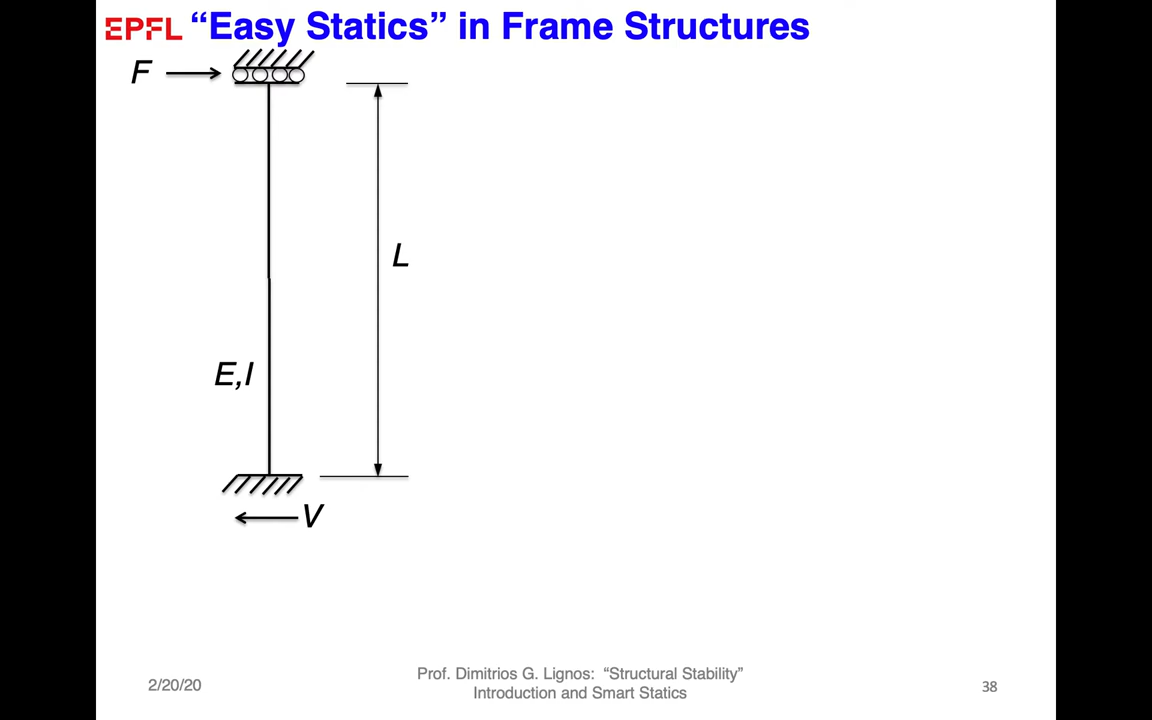 EPFL “Easy Statics” in Frame Structures
F
L
E,I
V
2/20/20
Prof. Dimitrios G. Lignos: “Structural Stability”
Introduction and Smart Statics
38